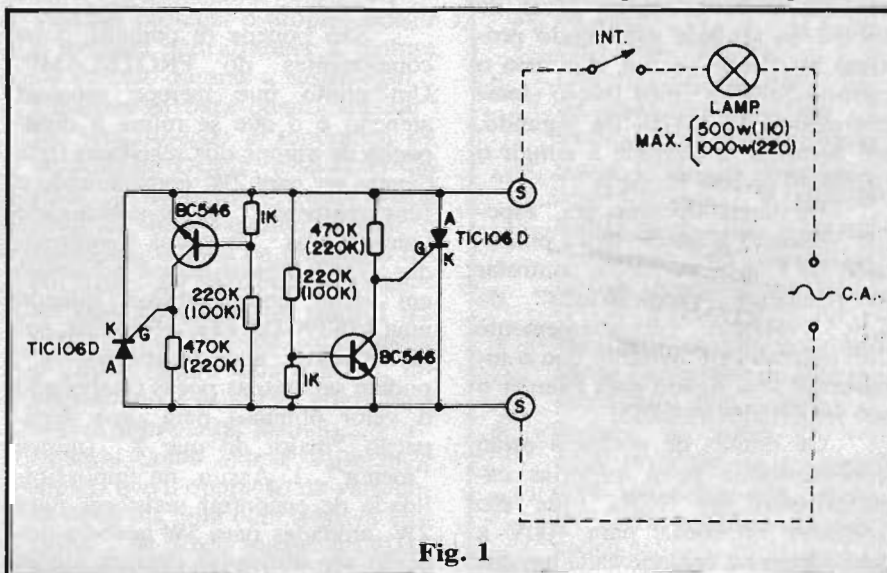 INT.
LAMP.
MÁX. 500W(110)
1000W(220)
S
BC546
1K
470K
(220K)
A
G
K
TIC106D
220K
(100K)
220K
(100K)
C.A.
K
G
A
TIC106D
470K
(220K)
1K
BC546
S
Fig. 1